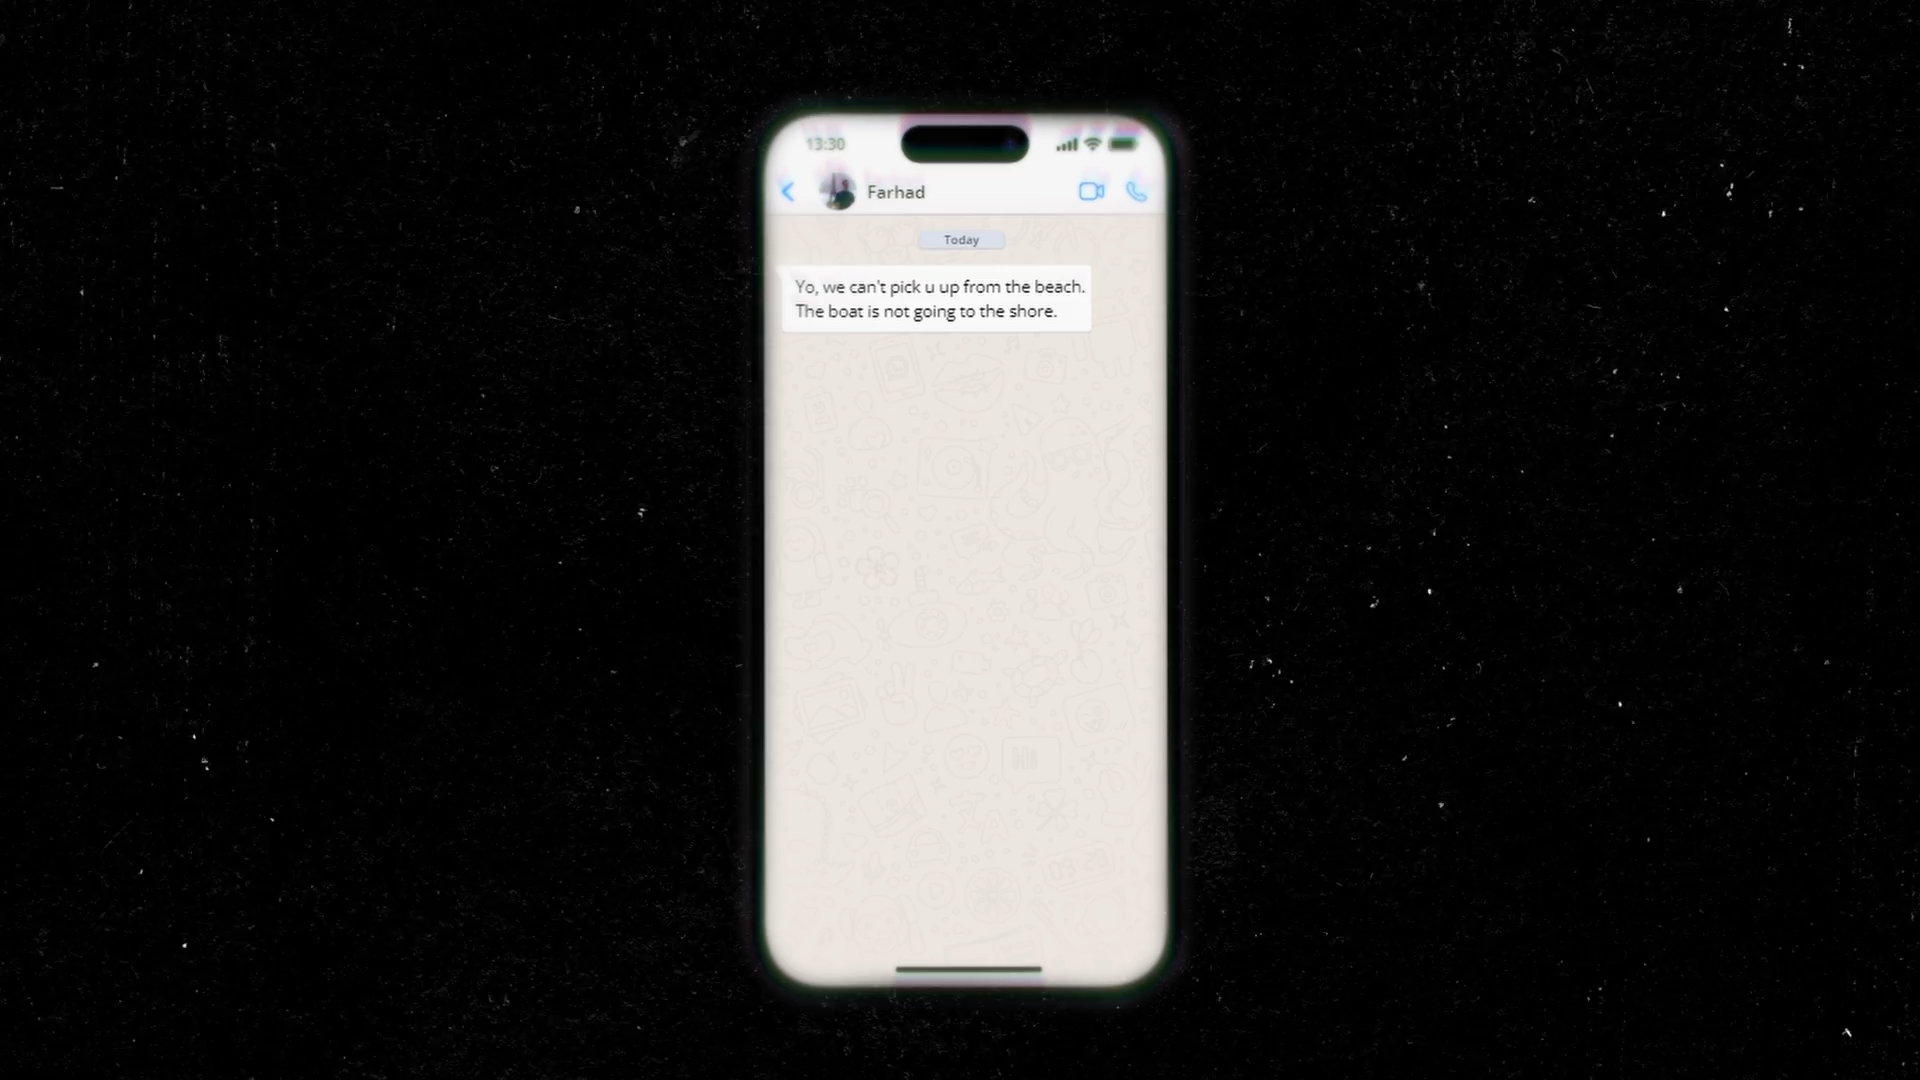 13:30
Farhad
Today
Yo, we can't pick u up from the beach.
The boat is not going to the shore.